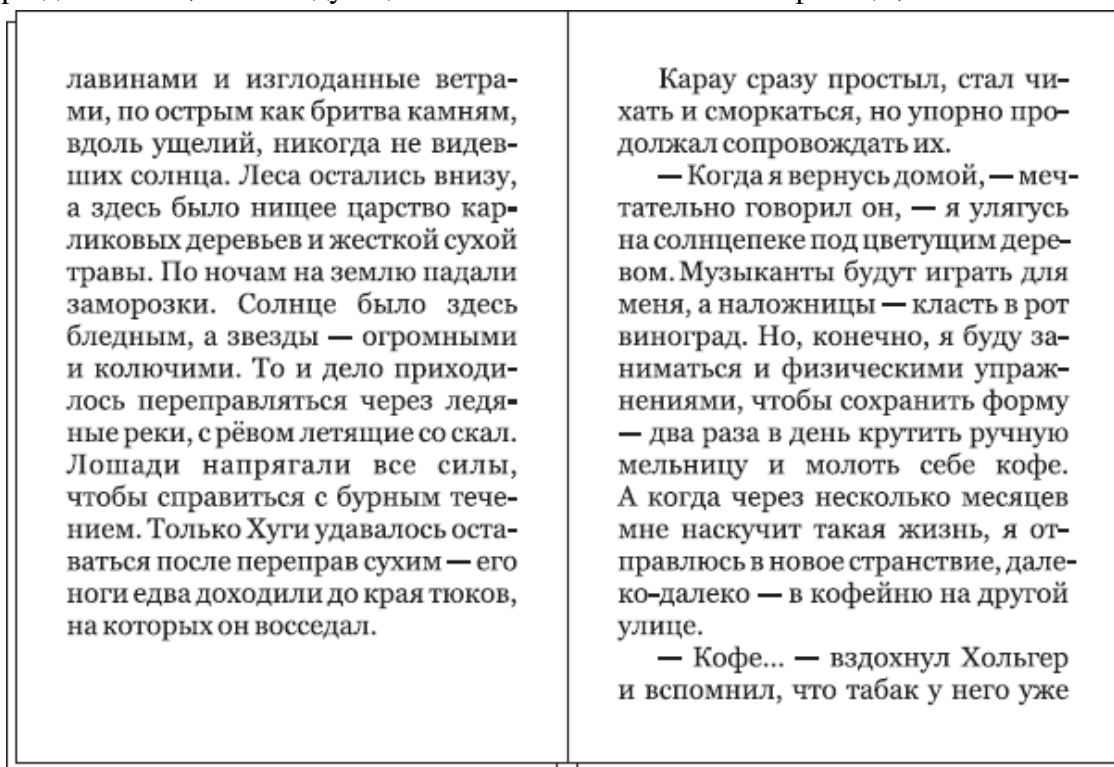 лавинами и изглоданные ветра-
ми, по острым как бритва камням,
вдоль ущелий, никогда не видев-
ших солнца. Леса остались внизу,
а здесь было нищее царство кар-
ликовых деревьев и жесткой сухой
травы. По ночам на землю падали
заморозки. Солнце было здесь
бледным, а звезды — огромными
и колючими. То и дело приходи-
лось переправляться через ледя-
ные реки, с рёвом летящие со скал.
Лошади напрягали все силы,
чтобы справиться с бурным тече-
нием. Только Хуги удавалось оста-
ваться после переправ сухим — его
ноги едва доходили до края тюков,
на которых он восседал.
Карау сразу простыл, стал чи-
хать и сморкаться, но упорно про-
должал сопровождать их.
— Когда я вернусь домой, — меч-
тательно говорил он, — я улягусь
на солнцепеке под цветущим дере-
вом. Музыканты будут играть для
меня, а наложницы — класть в рот
виноград. Но, конечно, я буду за-
ниматься и физическими упраж-
нениями, чтобы сохранить форму
— два раза в день крутить ручную
мельницу и молоть себе кофе.
А когда через несколько месяцев
мне наскучит такая жизнь, я от-
правлюсь в новое странствие, дале-
ко-далеко — в кофейню на другой
улице.
— Кофе... — вздохнул Хольгер
и вспомнил, что табак у него уже